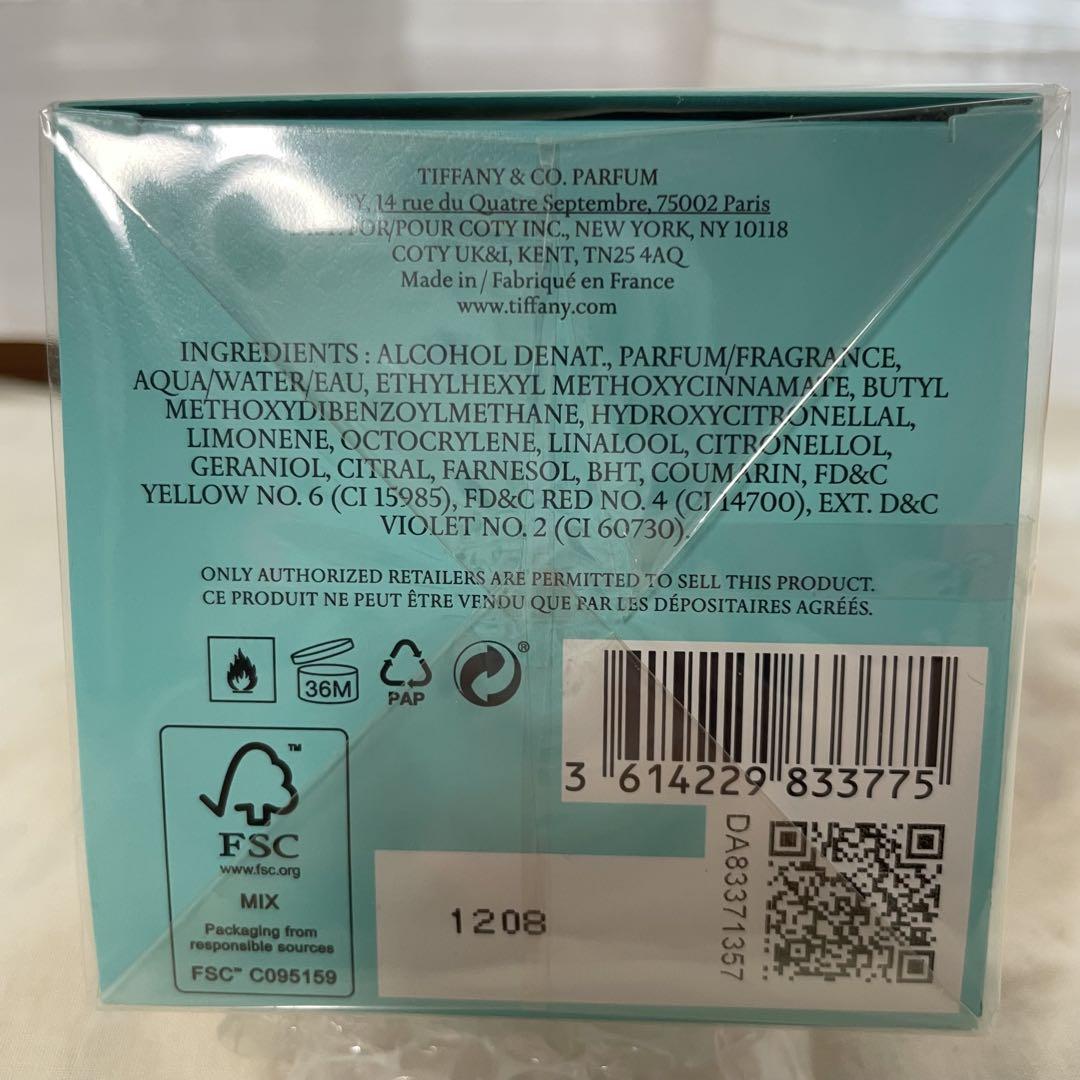 TIFFANY & CO. PARFUM
14 rue du Quatre Septembre, 75002 Paris
FOR/POUR COTY INC., NEW YORK, NY 10118
COTY UK&I, KENT, TN25 4AQ
Made in / Fabriqué en France
www.tiffany.com
INGREDIENTS : ALCOHOL DENAT., PARFUM/FRAGRANCE,
AQUA/WATER/EAU, ETHYLHEXYL METHOXYCINNAMATE, BUTYL
METHOXYDIBENZOYLMETHANE, HYDROXYCITRONELLAL,
LIMONENE, OCTOCRYLENE, LINALOOL, CITRONELLOL,
GERANIOL, CITRAL, FARNESOL, BHT, COUMARIN, FD&C
YELLOW NO. 6 (CI 15985), FD&C RED NO. 4 (CI 14700), EXT. D&C
VIOLET NO. 2 (CI 60730).
ONLY AUTHORIZED RETAILERS ARE PERMITTED TO SELL THIS PRODUCT.
CE PRODUIT NE PEUT ÊTRE VENDU QUE PAR LES DÉPOSITAIRES AGRÉÉS.
36M
PAP
®
3 614229 833775
DA83371357
™
FSC
www.fsc.org
MIX
Packaging from
responsible sources
FSC™ C095159
1208